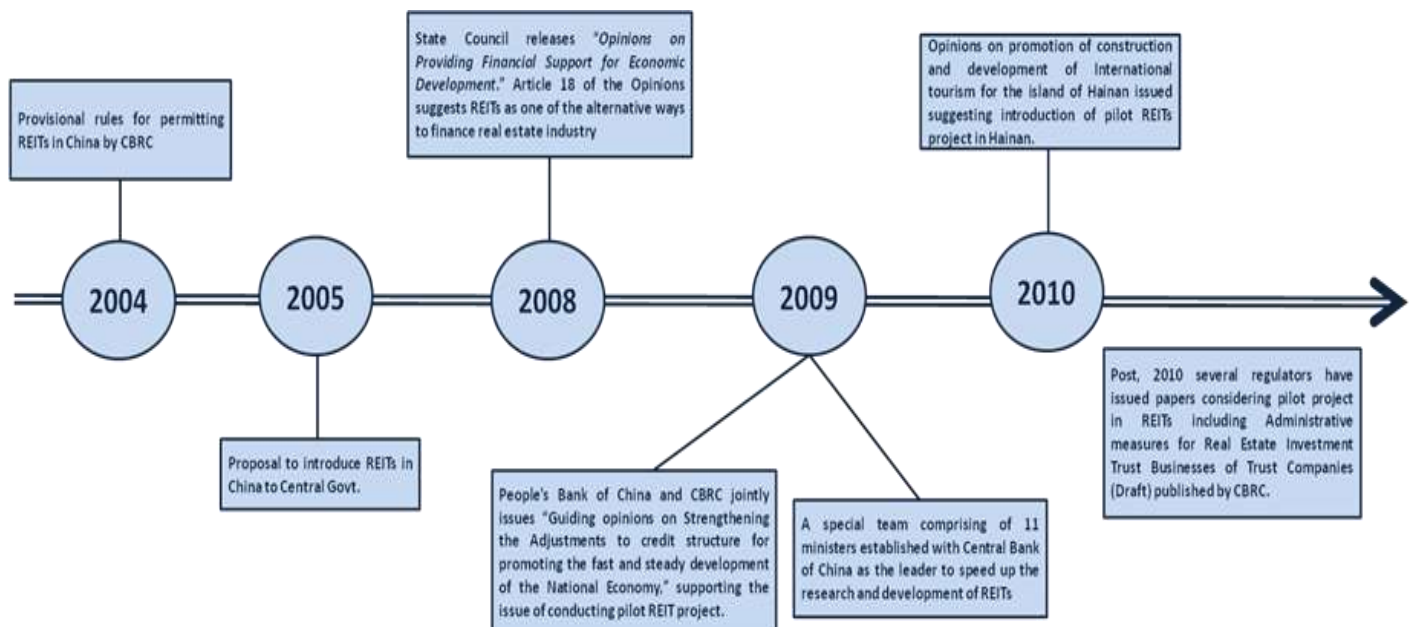 Provisional rules for permitting
REITs in China by CBRC
State Council releases "Opinions on
Providing Financial Support for Economic
Development." Article 18 of the Opinions
suggests REITs as one of the alternative ways
to finance real estate industry
Opinions on promotion of construction
and development of International
tourism for the island of Hainan issued
suggesting introduction of pilot REITs
project in Hainan.
2004
2005
2008
2009
2010
Proposal to introduce REITs in
China to Central Govt.
People's Bank of China and CBRC jointly
issues "Guiding opinions on Strengthening
the Adjustments to credit structure for
promoting the fast and steady development
of the National Economy," supporting the
issue of conducting pilot REIT project.
A special team comprising of 11
ministers established with Central Bank
of China as the leader to speed up the
research and development of REITs
Post, 2010 several regulators have
issued papers considering pilot project
in REITs including Administrative
measures for Real Estate Investment
Trust Businesses of Trust Companies
(Draft) published by CBRC.